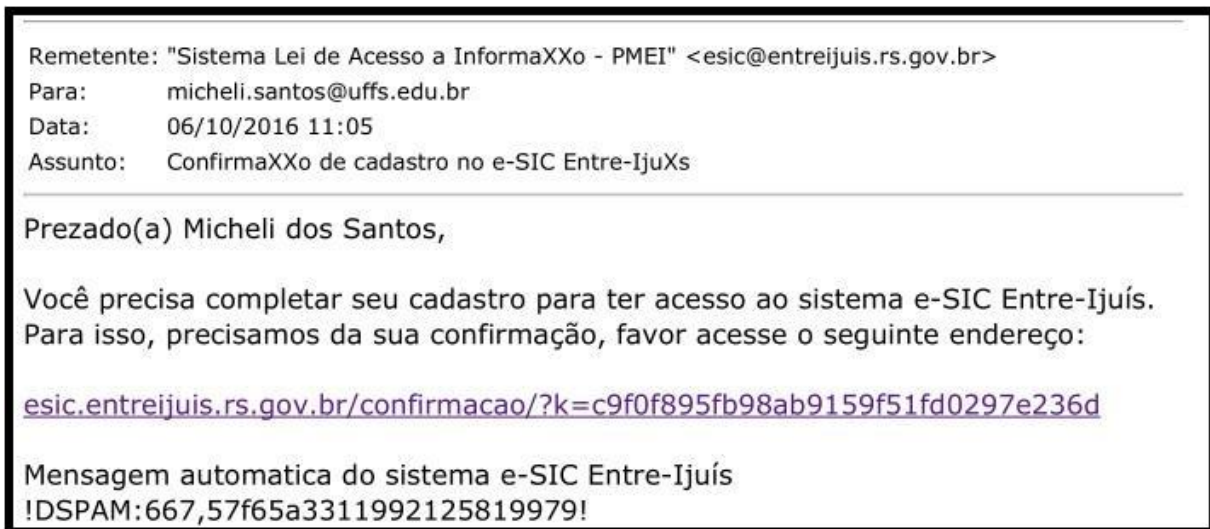 Remetente: "Sistema Lei de Acesso a InformaXXo - PMEI" <esic@entreijuis.rs.gov.br>
Para: micheli.santos@uffs.edu.br
Data: 06/10/2016 11:05
Assunto: ConfirmaXXo de cadastro no e-SIC Entre-IjuXs
Prezado(a) Micheli dos Santos,
Você precisa completar seu cadastro para ter acesso ao sistema e-SIC Entre-Ijuís.
Para isso, precisamos da sua confirmação, favor acesse o seguinte endereço:
esic.entreijuis.rs.gov.br/confirmacao/?k=c9f0f895fb98ab9159f51fd0297e236d
Mensagem automatica do sistema e-SIC Entre-Ijuís
!DSPAM:667,57f65a3311992125819979!